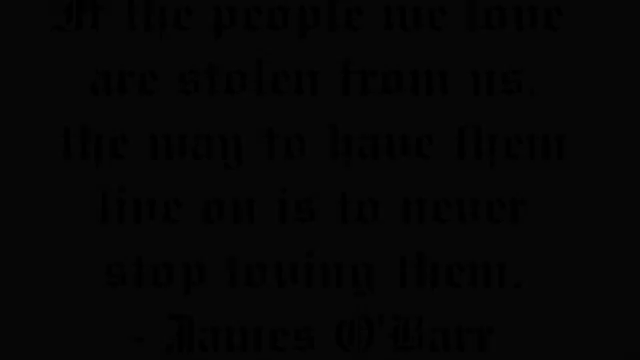 If the people we love
are stolen from us,
the way to have them
live on is to never
stop loving them.
- James O'Barr